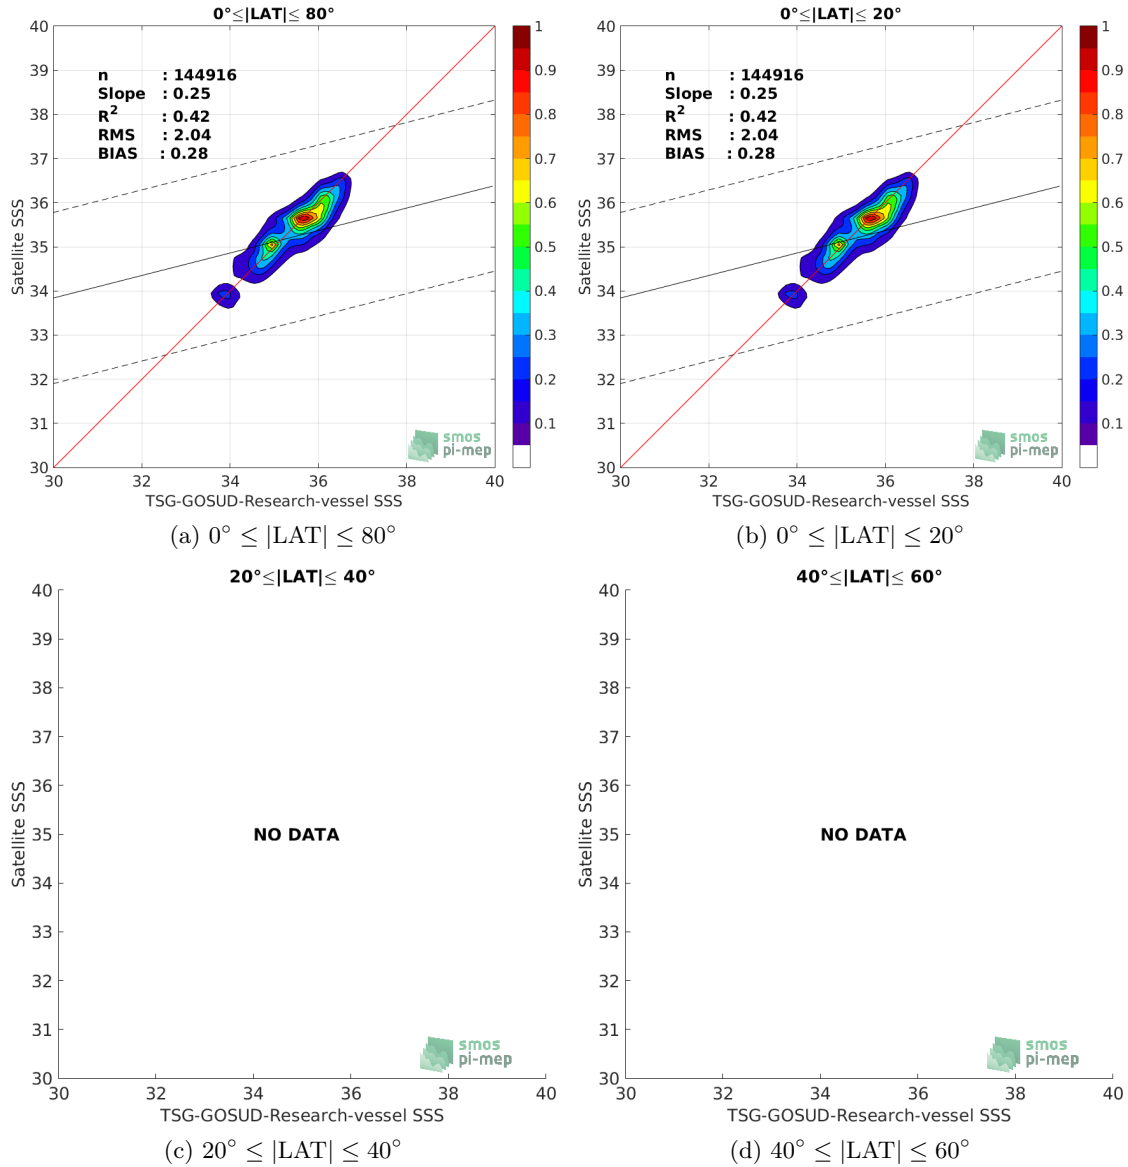 0°≤|LAT|≤ 80°
40
39
38
37
36
35
34
33
32
31
30
Satellite SSS
n : 144916
Slope : 0.25
R² : 0.42
RMS : 2.04
BIAS : 0.28
smos
pi-mep
30 32 34 36 38 40
TSG-GOSUD-Research-vessel SSS
1
0.9
0.8
0.7
0.6
0.5
0.4
0.3
0.2
0.1
(a) 0° ≤ |LAT| ≤ 80°
0°≤|LAT|≤ 20°
40
39
38
37
36
35
34
33
32
31
30
Satellite SSS
n : 144916
Slope : 0.25
R² : 0.42
RMS : 2.04
BIAS : 0.28
smos
pi-mep
30 32 34 36 38 40
TSG-GOSUD-Research-vessel SSS
1
0.9
0.8
0.7
0.6
0.5
0.4
0.3
0.2
0.1
(b) 0° ≤ |LAT| ≤ 20°
20°≤|LAT|≤ 40°
40
39
38
37
36
35
34
33
32
31
30
Satellite SSS
NO DATA
smos
pi-mep
30 32 34 36 38 40
TSG-GOSUD-Research-vessel SSS
(c) 20° ≤ |LAT| ≤ 40°
40°≤|LAT|≤ 60°
40
39
38
37
36
35
34
33
32
31
30
Satellite SSS
NO DATA
smos
pi-mep
30 32 34 36 38 40
TSG-GOSUD-Research-vessel SSS
(d) 40° ≤ |LAT| ≤ 60°